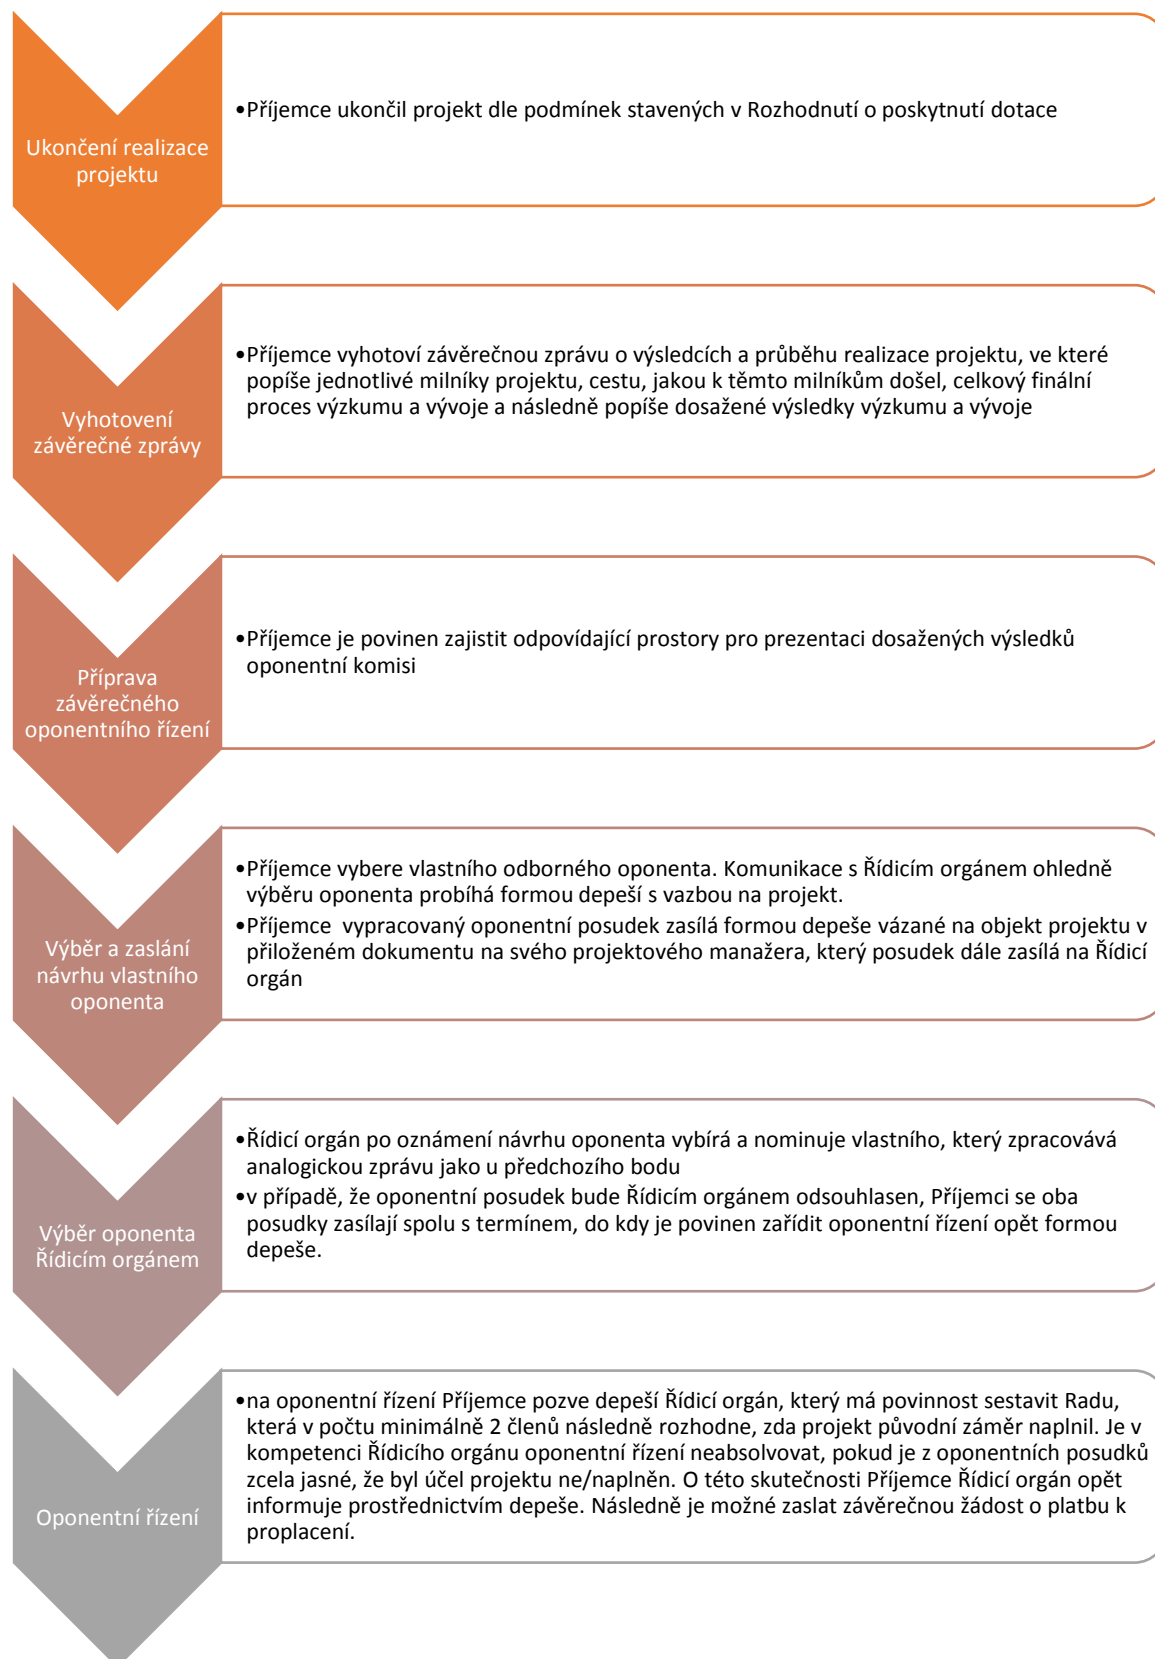 Ukončení realizace
projektu
•Příjemce ukončil projekt dle podmínek stavených v Rozhodnutí o poskytnutí dotace
Vyhotovení
závěrečné zprávy
•Příjemce vyhotoví závěrečnou zprávu o výsledcích a průběhu realizace projektu, ve které
popíše jednotlivé milníky projektu, cestu, jakou k těmto milníkům došel, celkový finální
proces výzkumu a vývoje a následně popíše dosažené výsledky výzkumu a vývoje
Příprava
závěrečného
oponentního řízení
•Příjemce je povinen zajistit odpovídající prostory pro prezentaci dosažených výsledků
oponentní komisi
Výběr a zaslání
návrhu vlastního
oponenta
•Příjemce vybere vlastního odborného oponenta. Komunikace s Řídicím orgánem ohledně
výběru oponenta probíhá formou depeší s vazbou na projekt.
•Příjemce  vypracovaný oponentní posudek zasílá formou depeše vázané na objekt projektu v
přiloženém dokumentu na svého projektového manažera, který posudek dále zasílá na Řídicí
orgán
Výběr oponenta
Řídicím orgánem
•Řídicí orgán po oznámení návrhu oponenta vybírá a nominuje vlastního, který zpracovává
analogickou zprávu jako u předchozího bodu
•v případě, že oponentní posudek bude Řídicím orgánem odsouhlasen, Příjemci se oba
posudky zasílají spolu s termínem, do kdy je povinen zařídit oponentní řízení opět formou
depeše.
Oponentní řízení
•na oponentní řízení Příjemce pozve depeší Řídicí orgán, který má povinnost sestavit Radu,
která v počtu minimálně 2 členů následně rozhodne, zda projekt původní záměr naplnil. Je v
kompetenci Řídicího orgánu oponentní řízení neabsolvovat, pokud je z oponentních posudků
zcela jasné, že byl účel projektu ne/naplněn. O této skutečnosti Příjemce Řídicí orgán opět
informuje prostřednictvím depeše. Následně je možné zaslat závěrečnou žádost o platbu k
proplacení.